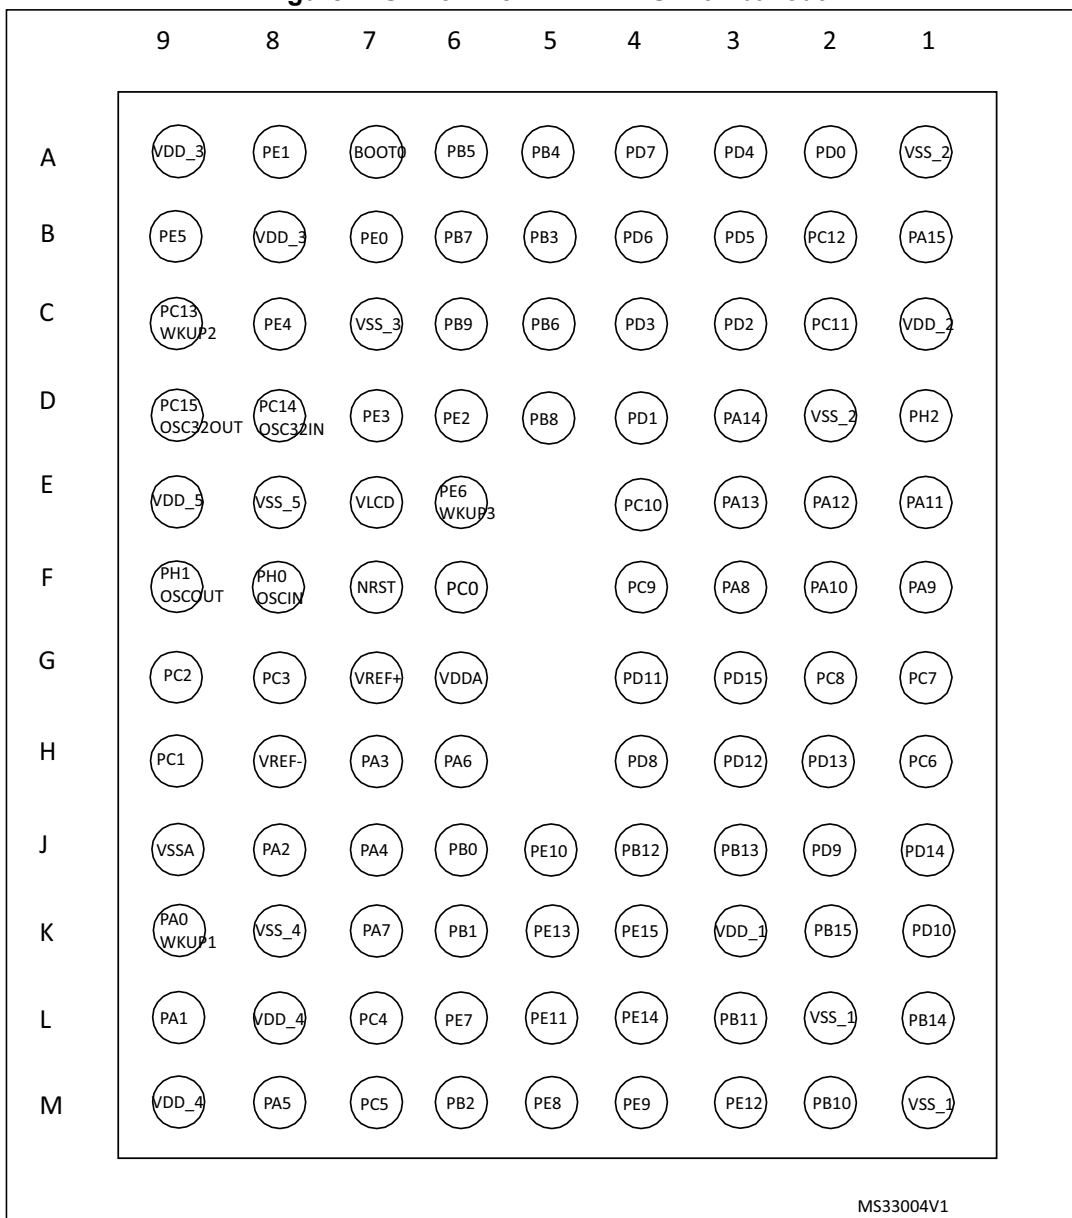 9 8 7 6 5 4 3 2 1
A VDD_3 PE1 BOOT0 PB5 PB4 PD7 PD4 PD0 VSS_2
B PE5 VDD_3 PE0 PB7 PB3 PD6 PD5 PC12 PA15
C PC13 WKUP2 PE4 VSS_3 PB9 PB6 PD3 PD2 PC11 VDD_2
D PC15 OSC32OUT PC14 OSC32IN PE3 PE2 PB8 PD1 PA14 VSS_2 PH2
E VDD_5 VSS_5 VLCD PE6 WKUP3 PC10 PA13 PA12 PA11
F PH1 OSCOUT PH0 OSCIN NRST PC0 PC9 PA8 PA10 PA9
G PC2 PC3 VREF+ VDDA PD11 PD15 PC8 PC7
H PC1 VREF- PA3 PA6 PD8 PD12 PD13 PC6
J VSSA PA2 PA4 PB0 PE10 PB12 PB13 PD9 PD14
K PA0 WKUP1 VSS_4 PA7 PB1 PE13 PE15 VDD_1 PB15 PD10
L PA1 VDD_4 PC4 PE7 PE11 PE14 PB11 VSS_1 PB14
M VDD_4 PA5 PC5 PB2 PE8 PE9 PE12 PB10 VSS_1
MS33004V1